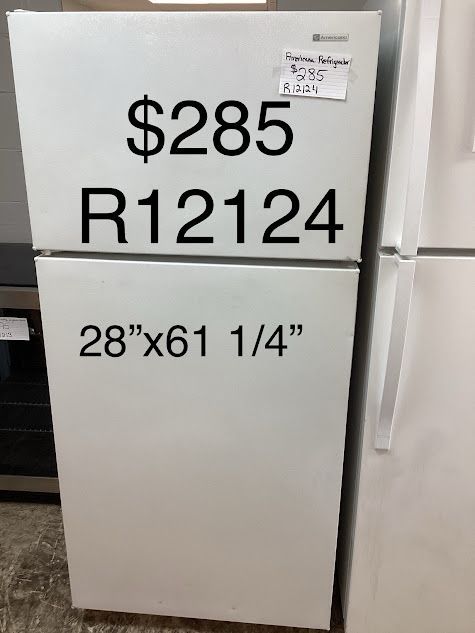 Americana
Americana Refrigerator
$285
R12124
$285
R12124
28”x61 1/4”